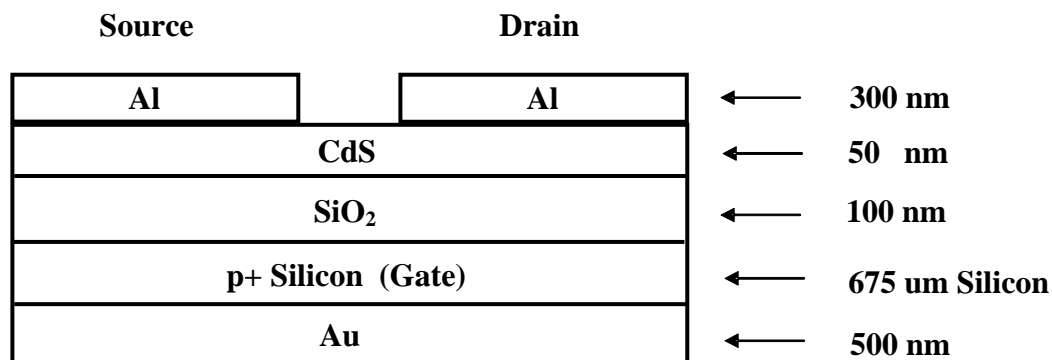 Source Drain
Al Al 300 nm
CdS 50 nm
SiO₂ 100 nm
p+ Silicon (Gate) 675 um Silicon
Au 500 nm